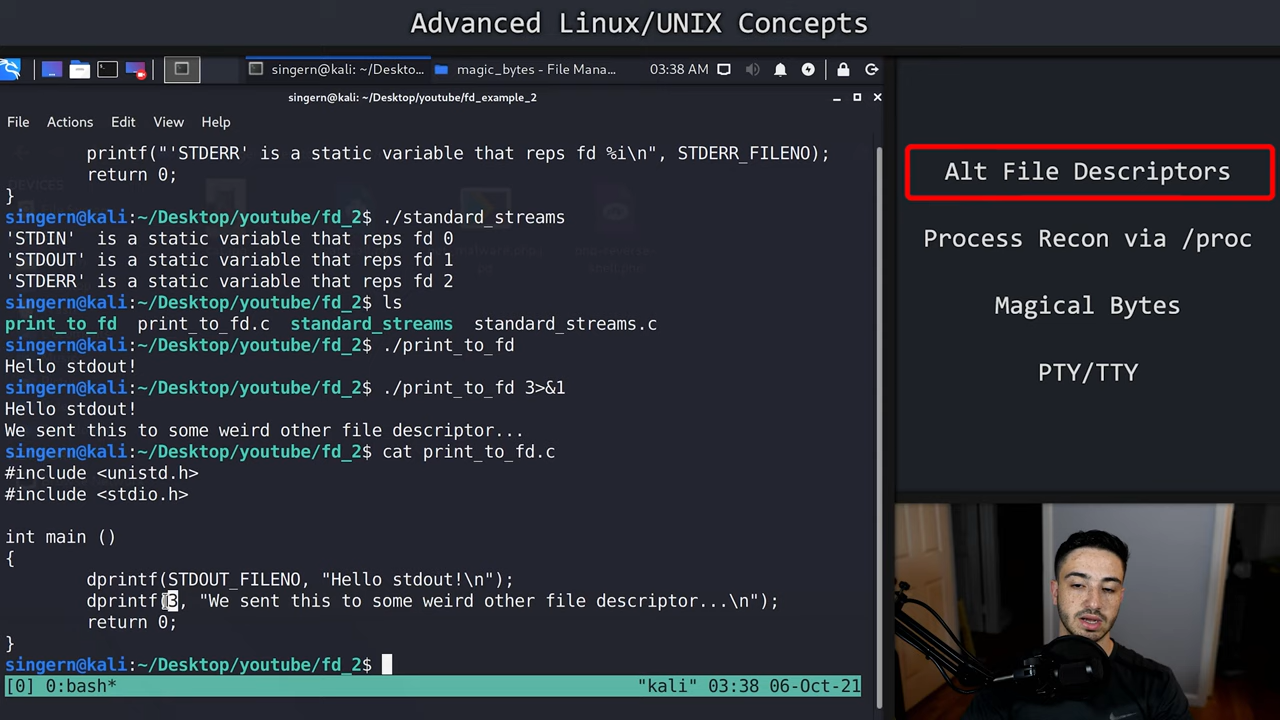 Advanced Linux/UNIX Concepts
singern@kali: ~/Deskto...
magic_bytes - File Mana...
03:38 AM
singern@kali: ~/Desktop/youtube/fd_example_2
File Actions Edit View Help
printf("'STDERR' is a static variable that reps fd %i\n", STDERR_FILENO);
return 0;
}
singern@kali:~/Desktop/youtube/fd_2$ ./standard_streams
'STDIN'  is a static variable that reps fd 0
'STDOUT' is a static variable that reps fd 1
'STDERR' is a static variable that reps fd 2
singern@kali:~/Desktop/youtube/fd_2$ ls
print_to_fd  print_to_fd.c  standard_streams  standard_streams.c
singern@kali:~/Desktop/youtube/fd_2$ ./print_to_fd
Hello stdout!
singern@kali:~/Desktop/youtube/fd_2$ ./print_to_fd 3>&1
Hello stdout!
We sent this to some weird other file descriptor...
singern@kali:~/Desktop/youtube/fd_2$ cat print_to_fd.c
#include <unistd.h>
#include <stdio.h>
int main ()
{
dprintf(STDOUT_FILENO, "Hello stdout!\n");
dprintf(3, "We sent this to some weird other file descriptor...\n");
return 0;
}
singern@kali:~/Desktop/youtube/fd_2$
[0] 0:bash*
"kali" 03:38 06-Oct-21
Alt File Descriptors
Process Recon via /proc
Magical Bytes
PTY/TTY